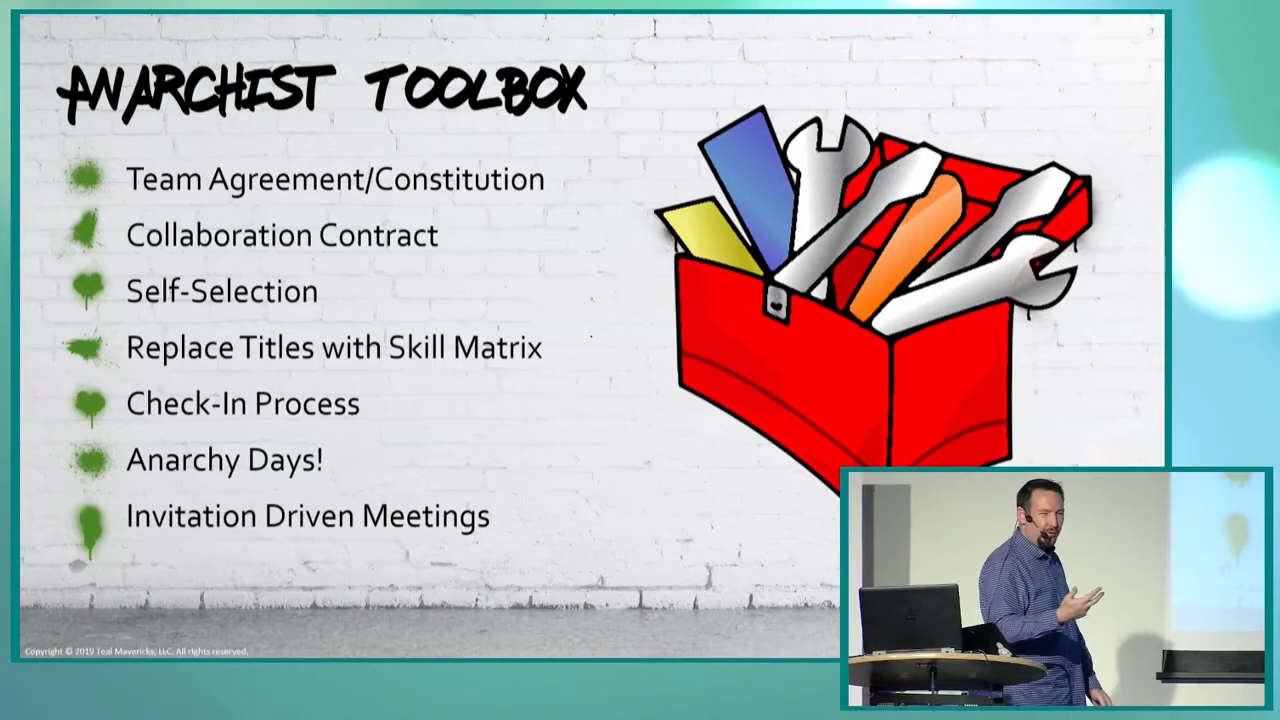 ANARCHIST TOOLBOX
Team Agreement/Constitution
Collaboration Contract
Self-Selection
Replace Titles with Skill Matrix
Check-In Process
Anarchy Days!
Invitation Driven Meetings
Copyright © 2019 Teal Mavericks, LLC. All rights reserved.